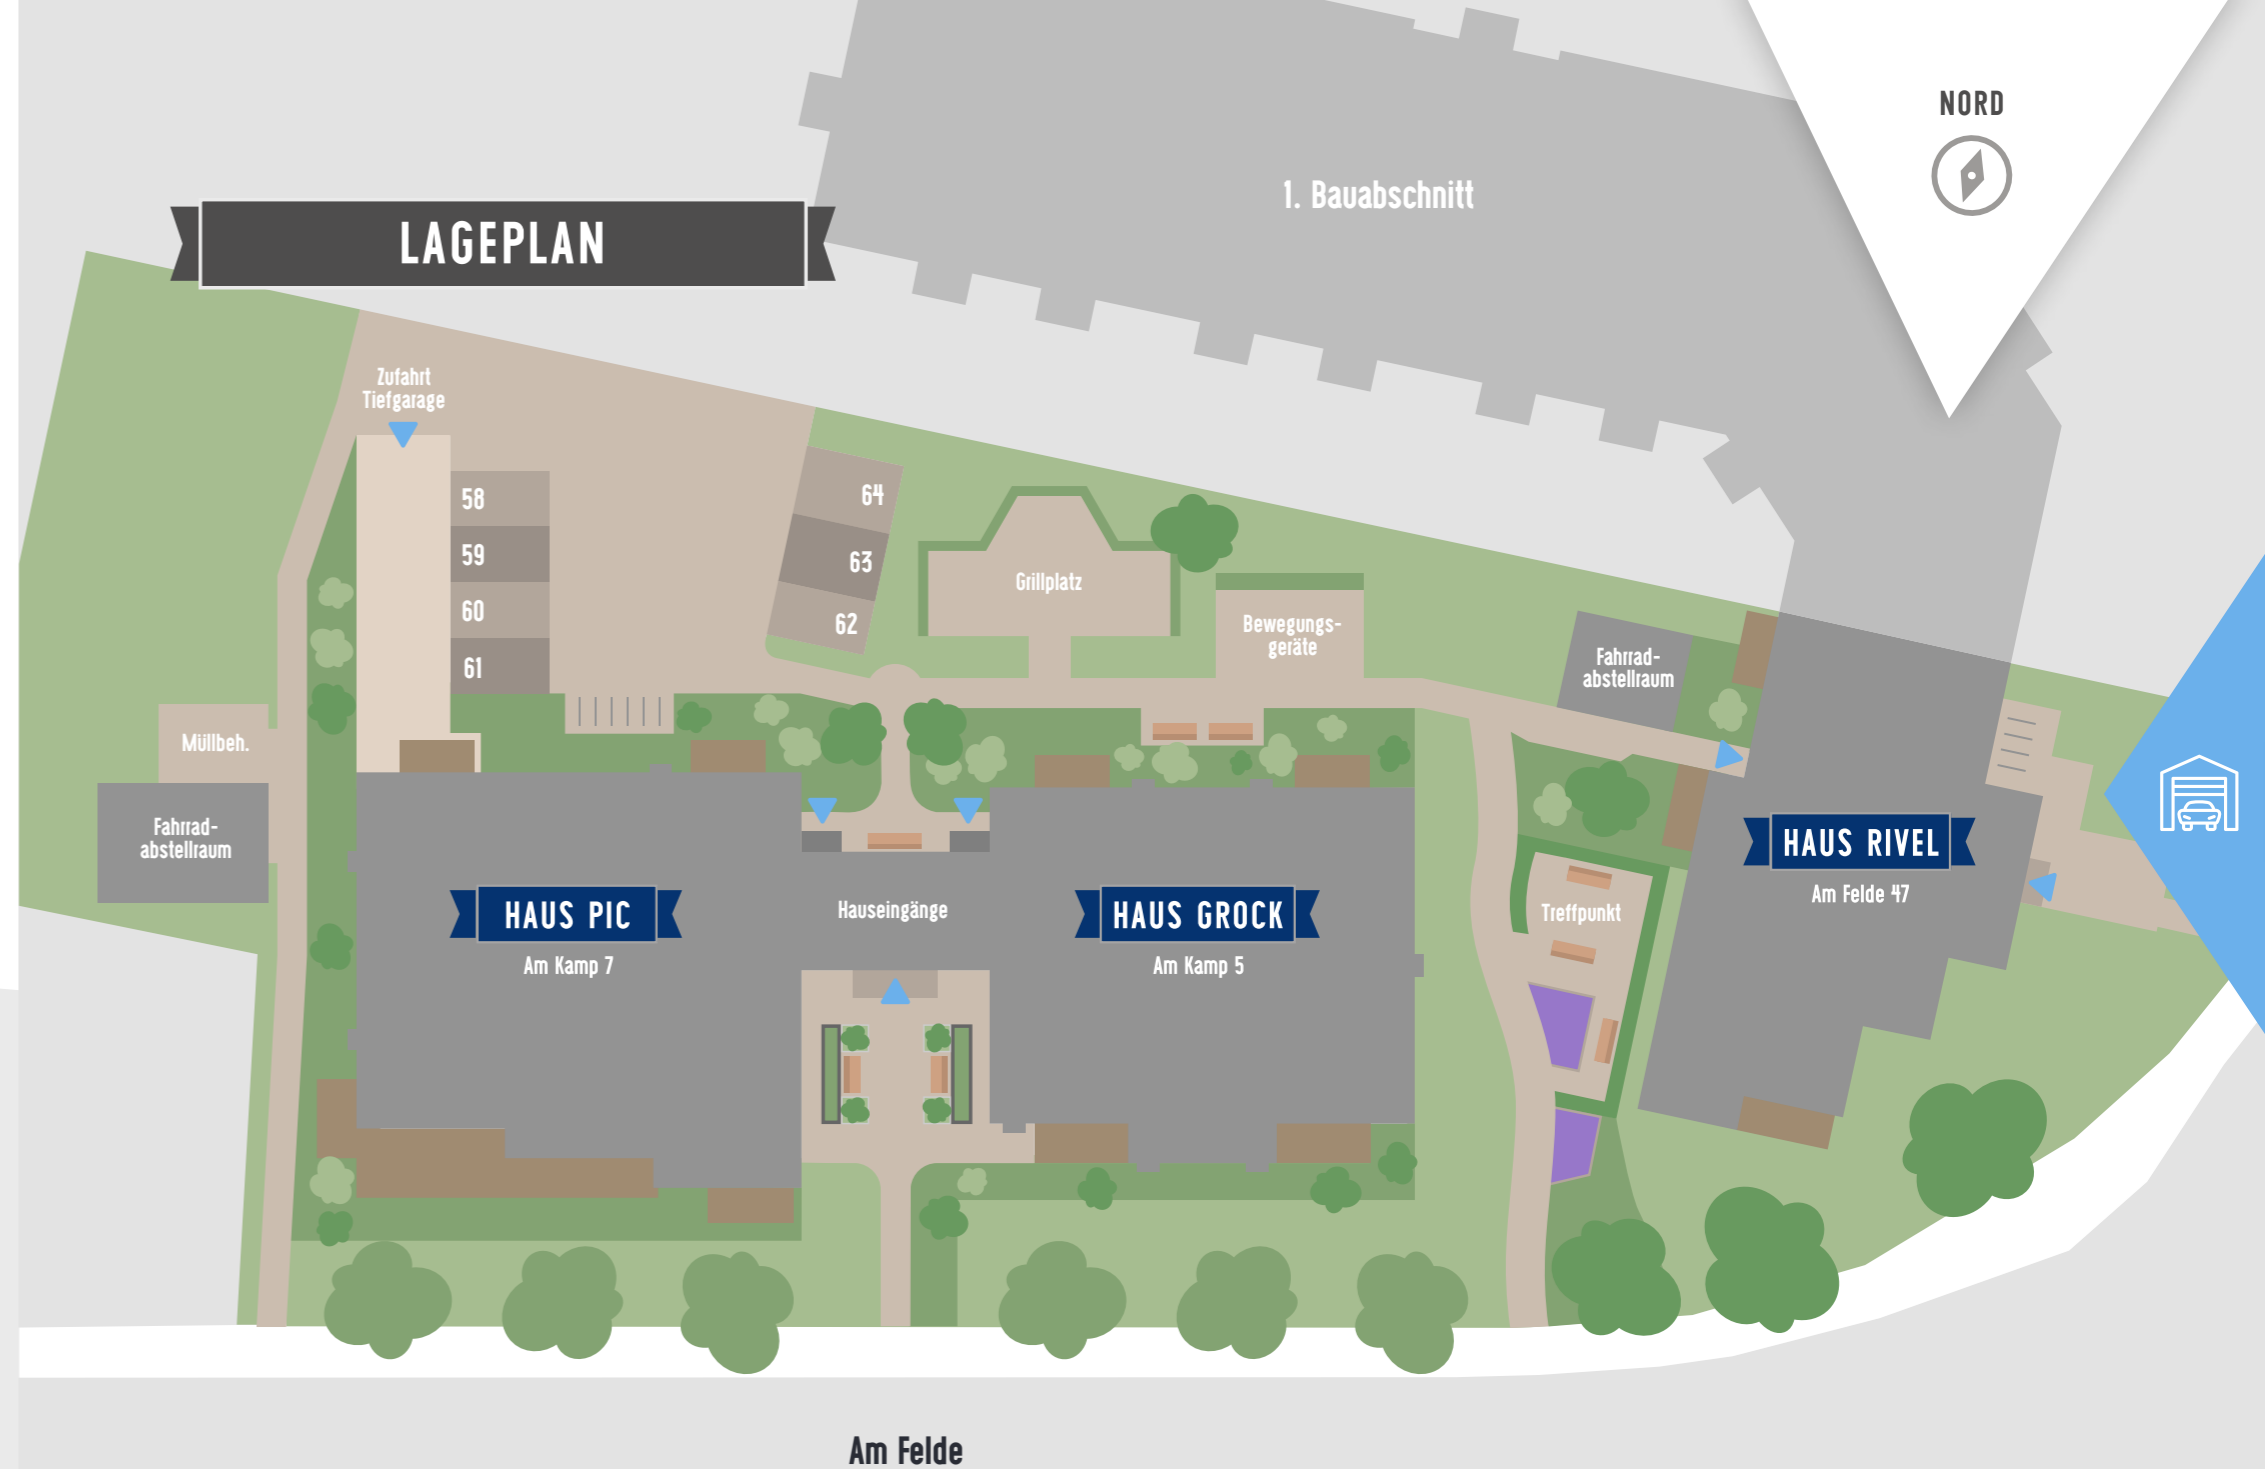 NORD
1. Bauabschnitt
LAGEPLAN
Zufahrt
Tiefgarage
58
59
60
61
64
63
62
Grillplatz
Bewegungs-
geräte
Fahrrad-
abstellraum
Müllbeh.
Fahrrad-
abstellraum
HAUS PIC
Am Kamp 7
Hauseingänge
HAUS GROCK
Am Kamp 5
Treffpunkt
HAUS RIVEL
Am Felde 47
Am Felde